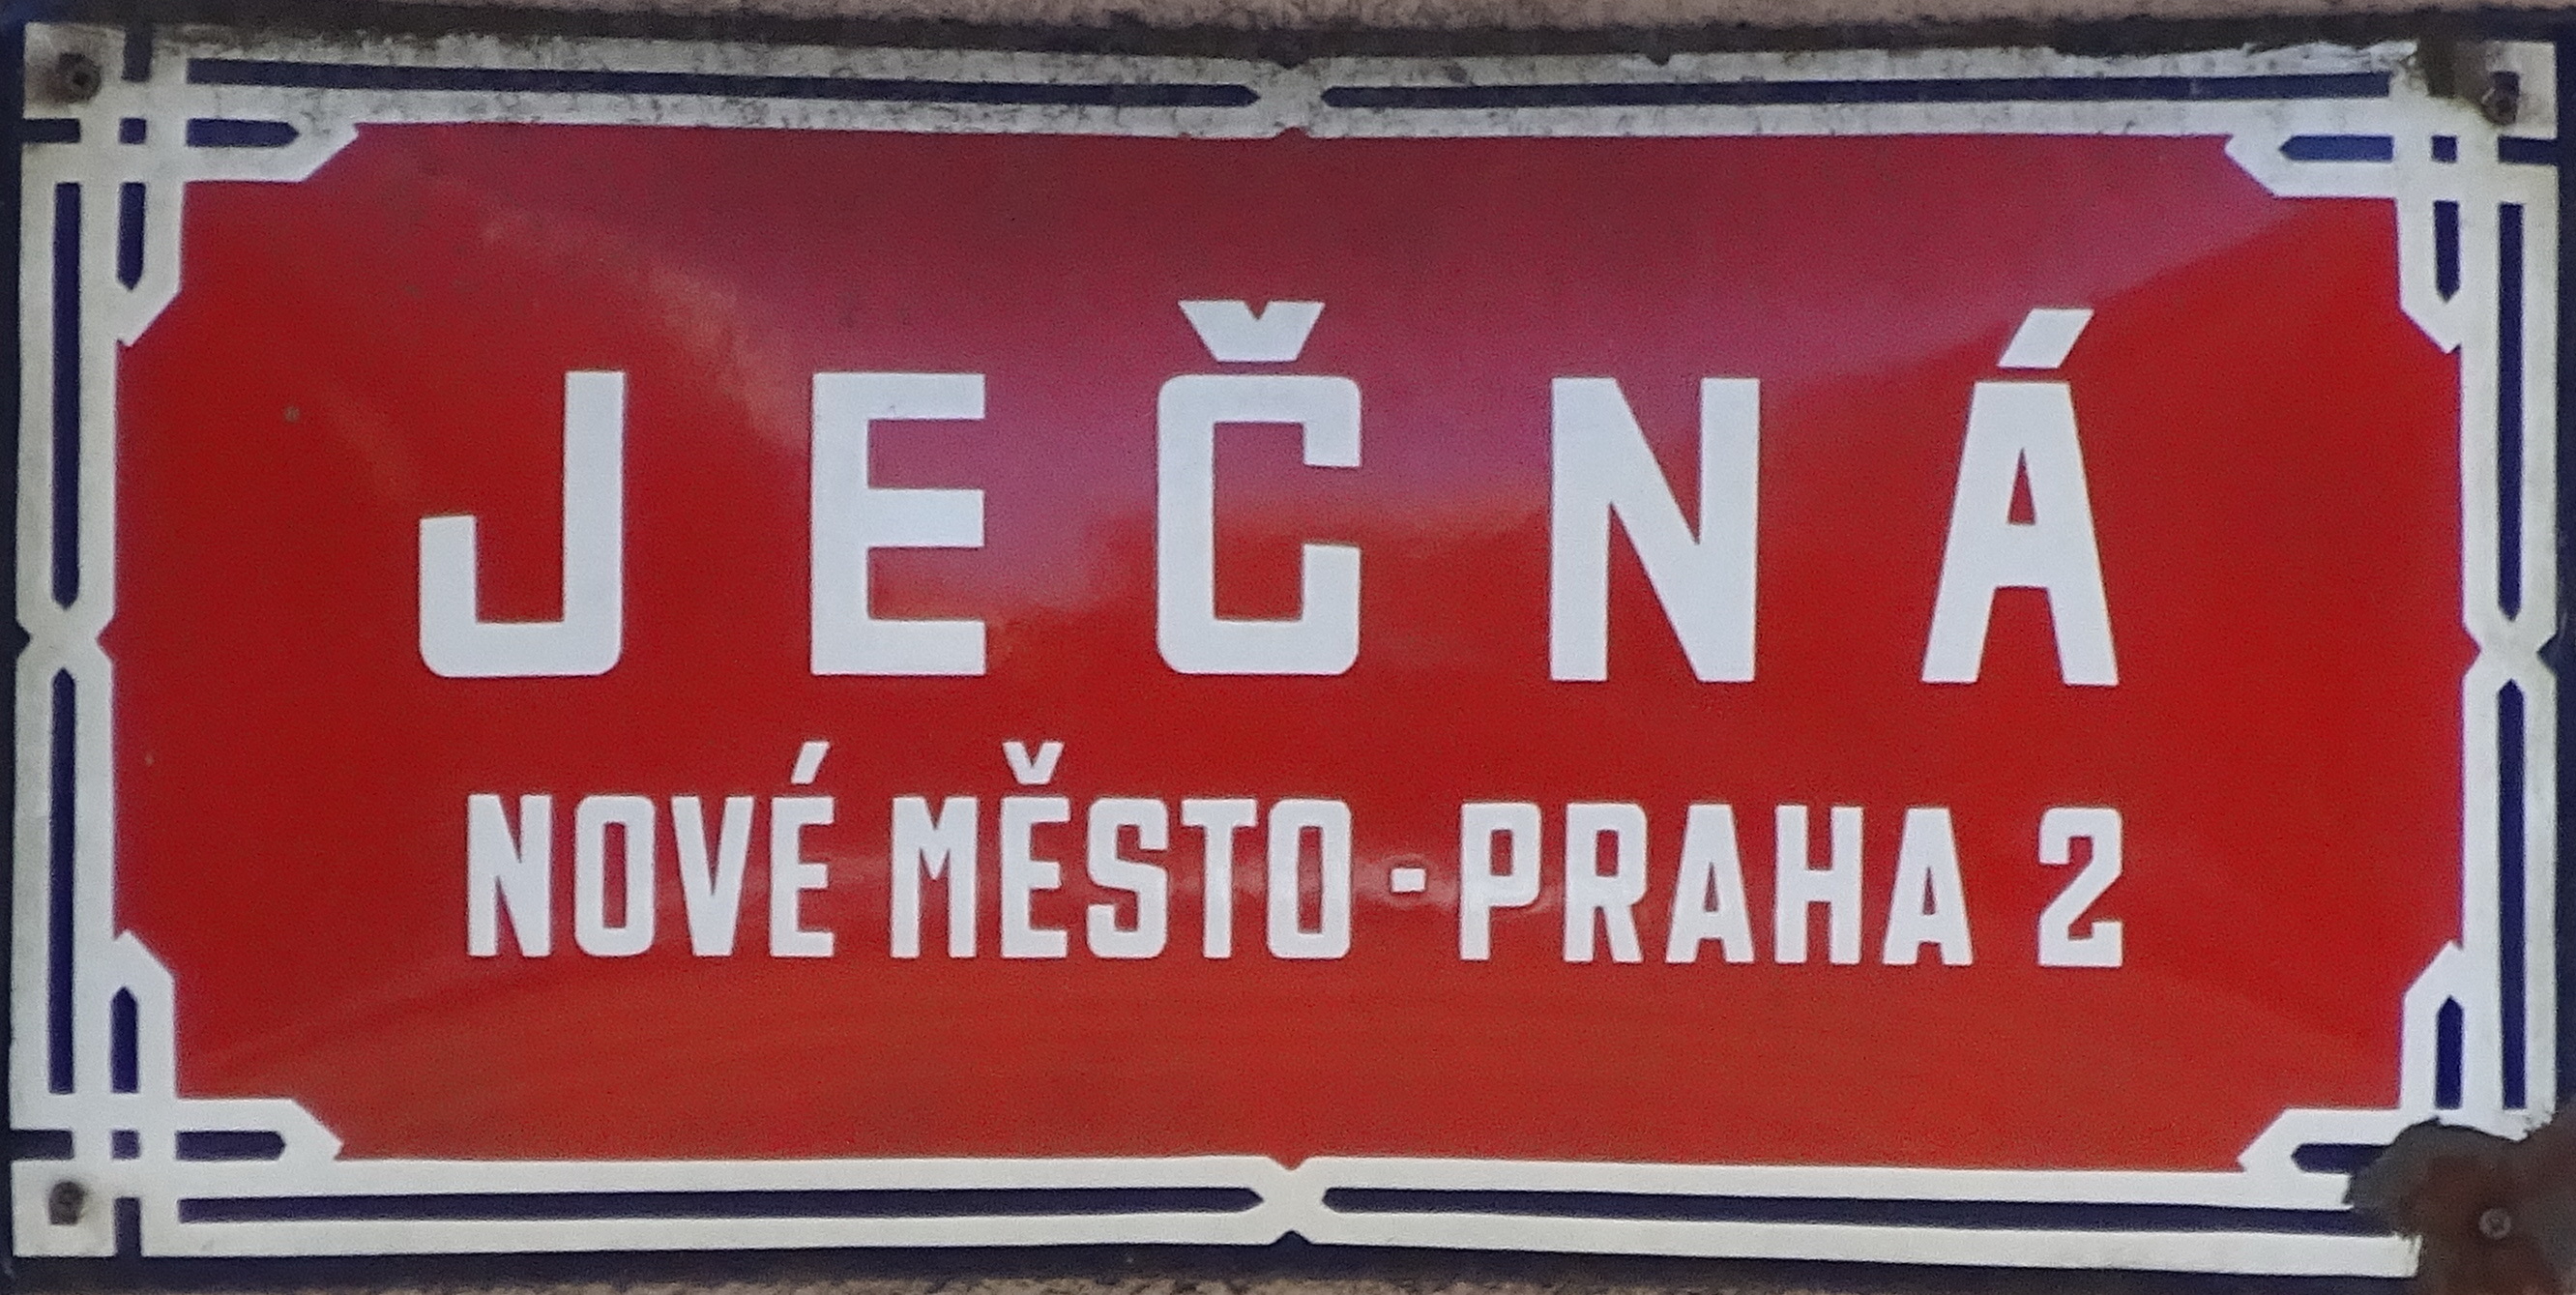 JEČNÁ
NOVÉ MĚSTO - PRAHA 2